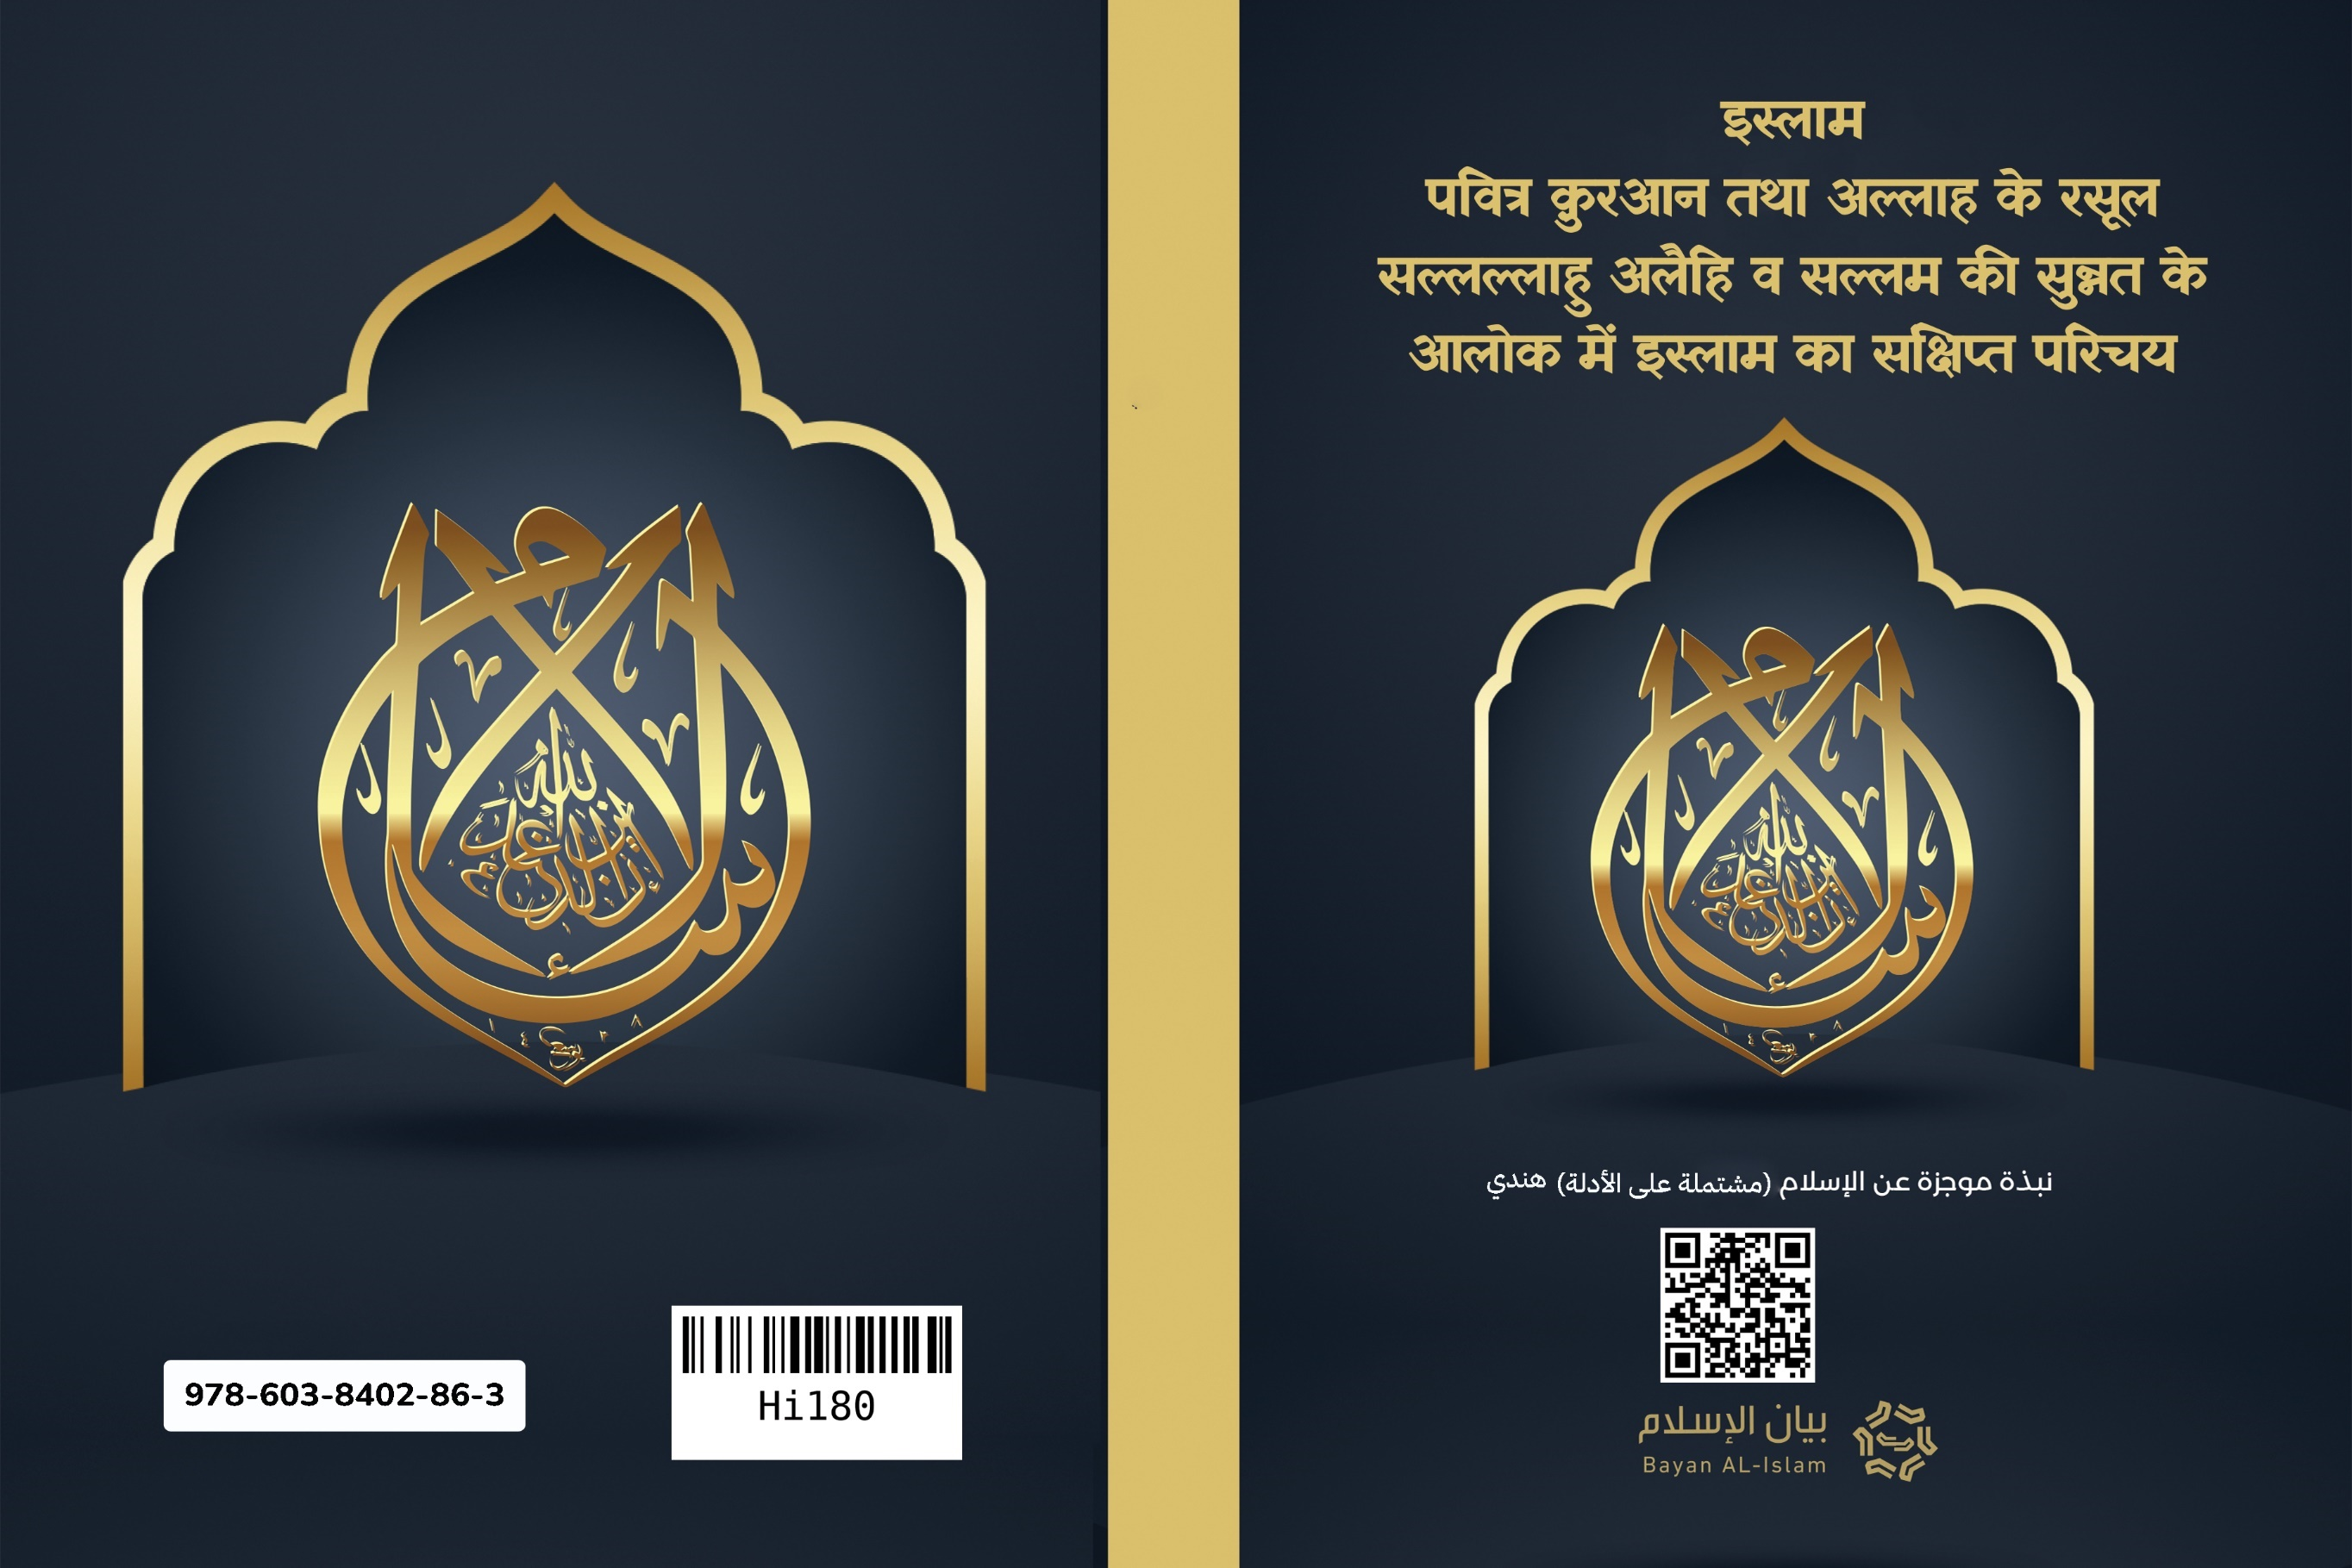 इस्लाम
पवित्र क़ुरआन तथा अल्लाह के रसूल
सल्लल्लाहु अलैहि व सल्लम की सुन्नत के
आलोक में इस्लाम का सक्षिप्त परिचय
نبذة موجزة عن الإسلام (مشتملة على الأدلة) هندي
بيان الإسلام
Bayan AL-Islam
978-603-8402-86-3
Hi180